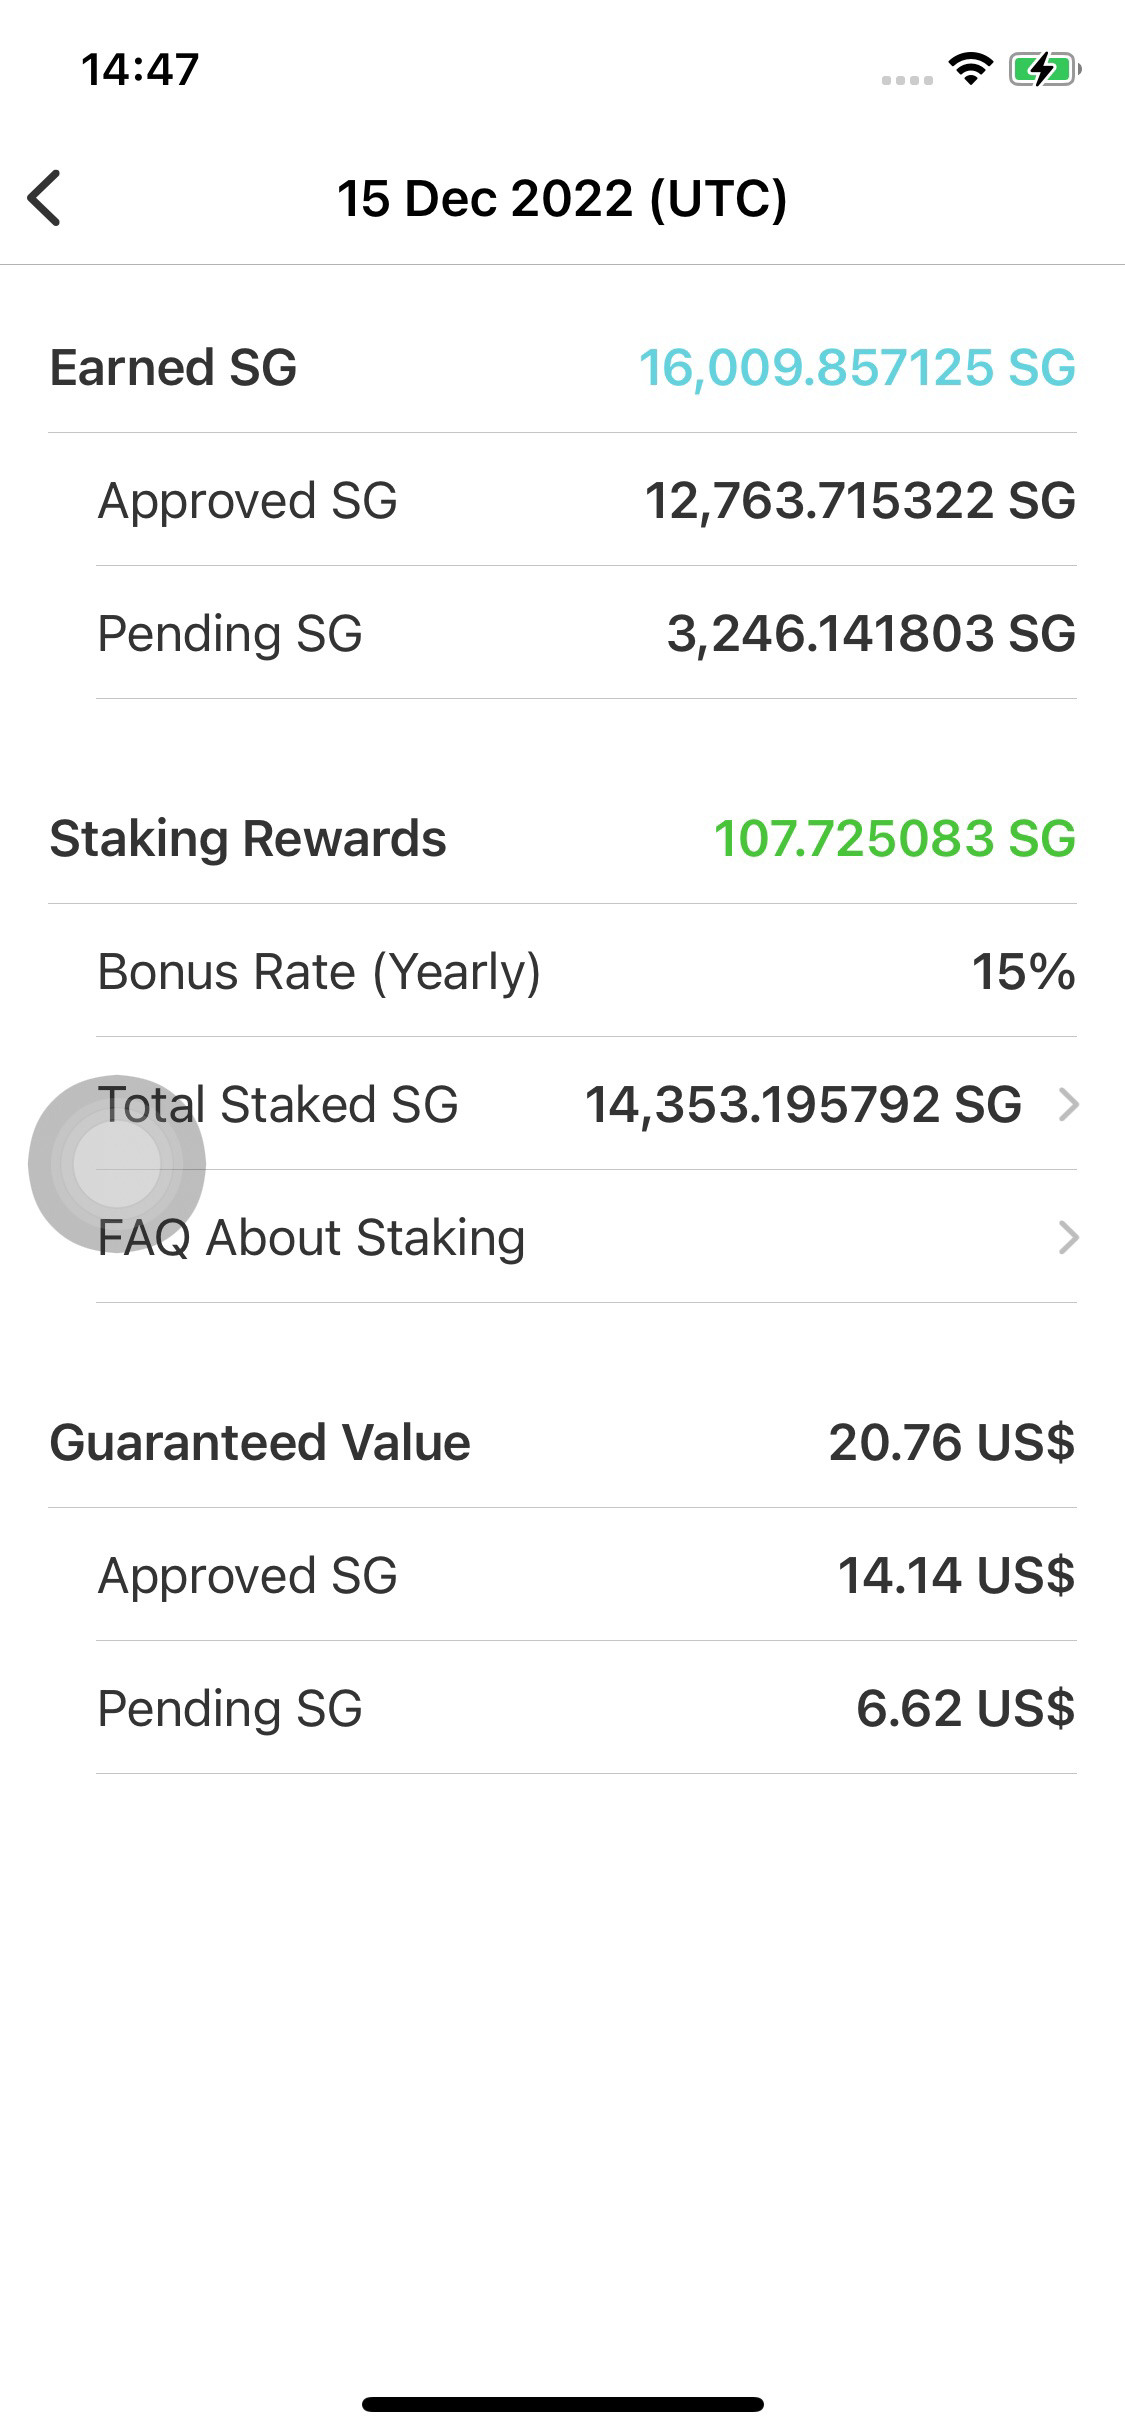 14:47
15 Dec 2022 (UTC)
Earned SG 16,009.857125 SG
Approved SG 12,763.715322 SG
Pending SG 3,246.141803 SG
Staking Rewards 107.725083 SG
Bonus Rate (Yearly) 15%
Total Staked SG 14,353.195792 SG
FAQ About Staking
Guaranteed Value 20.76 US$
Approved SG 14.14 US$
Pending SG 6.62 US$